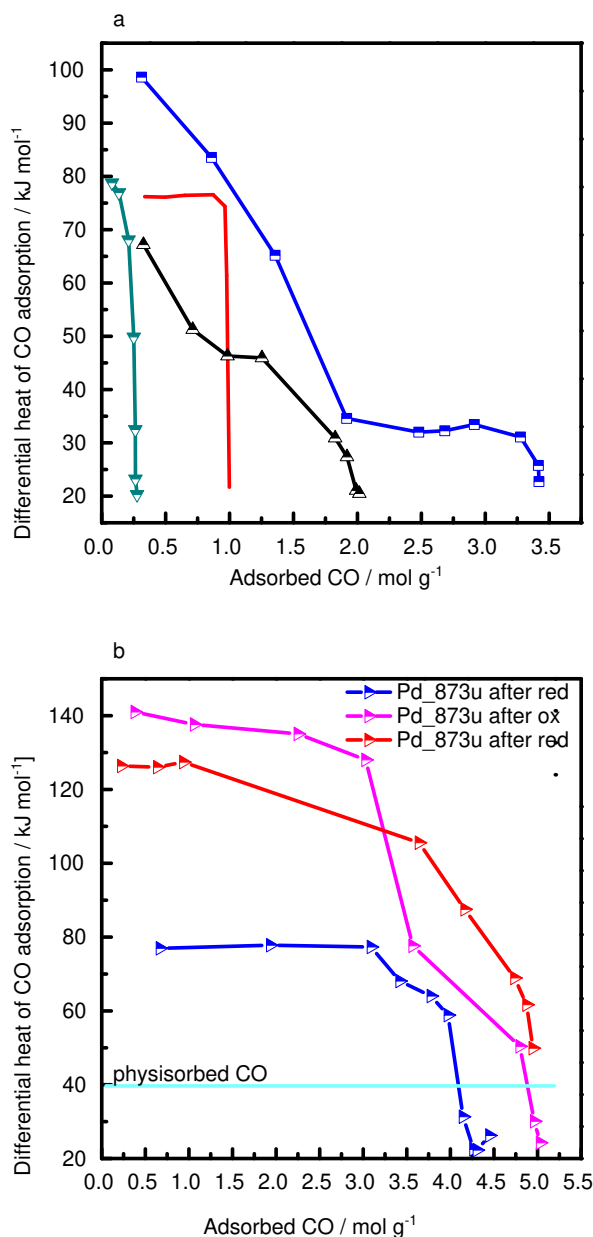 a
100
90
80
70
60
50
40
30
20
0.0 0.5 1.0 1.5 2.0 2.5 3.0 3.5
Differential heat of CO adsorption / kJ mol⁻¹
Adsorbed CO / mol g⁻¹
b
Pd_873u after red
Pd_873u after ox
Pd_873u after red
140
120
100
80
60
40
20
physisorbed CO
0.0 0.5 1.0 1.5 2.0 2.5 3.0 3.5 4.0 4.5 5.0 5.5
Differential heat of CO adsorption / kJ mol⁻¹]
Adsorbed CO / mol g⁻¹